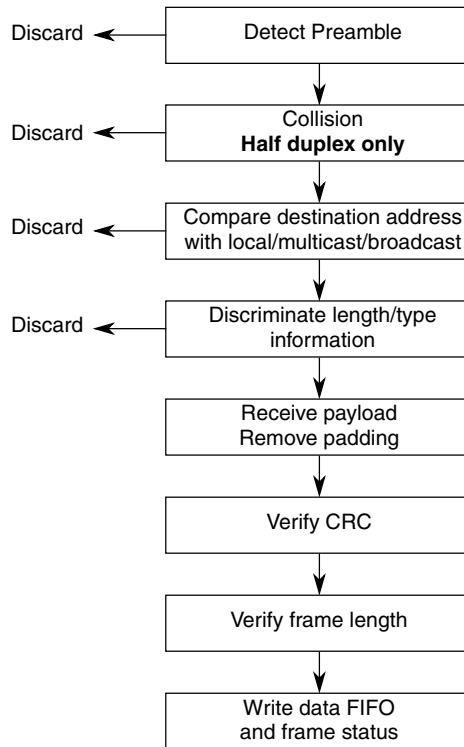 Discard
Detect Preamble
Discard
Collision
Half duplex only
Discard
Compare destination address
with local/multicast/broadcast
Discard
Discriminate length/type
information
Receive payload
Remove padding
Verify CRC
Verify frame length
Write data FIFO
and frame status